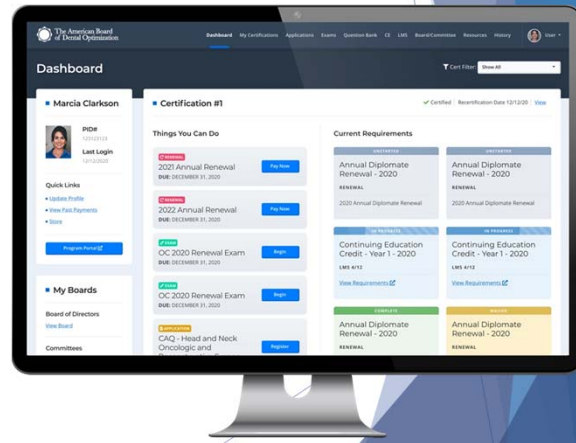 The American Board
of Dental Optimization
Dashboard My Certifications Applications Exams Question Bank CE LMS Board/Committee Resources History User
Dashboard
Cert Filter: Show All
Marcia Clarkson
PID#
123123123
Last Login
12/12/2020
Quick Links
Update Profile
View Past Payments
Store
Program Portal
My Boards
Board of Directors
View Board
Committees
Certification #1
Certified Recertification Date 12/12/20 View
Things You Can Do
RENEWAL
2021 Annual Renewal
DUE: DECEMBER 31, 2020
Pay Now
RENEWAL
2022 Annual Renewal
DUE: DECEMBER 31, 2020
Pay Now
EXAM
OC 2020 Renewal Exam
DUE: DECEMBER 31, 2020
Begin
EXAM
OC 2020 Renewal Exam
DUE: DECEMBER 31, 2020
Begin
APPLICATION
CAQ - Head and Neck
Oncologic and
Register
Current Requirements
UNSTARTED
Annual Diplomate
Renewal - 2020
RENEWAL
2020 Annual Diplomate Renewal
UNSTARTED
Annual Diplomate
Renewal - 2020
RENEWAL
2020 Annual Diplomate Renewal
IN PROGRESS
Continuing Education
Credit - Year 1 - 2020
LMS 4/12
View Requirements
IN PROGRESS
Continuing Education
Credit - Year 1 - 2020
LMS 4/12
View Requirements
COMPLETE
Annual Diplomate
Renewal - 2020
RENEWAL
WAIVED
Annual Diplomate
Renewal - 2020
RENEWAL